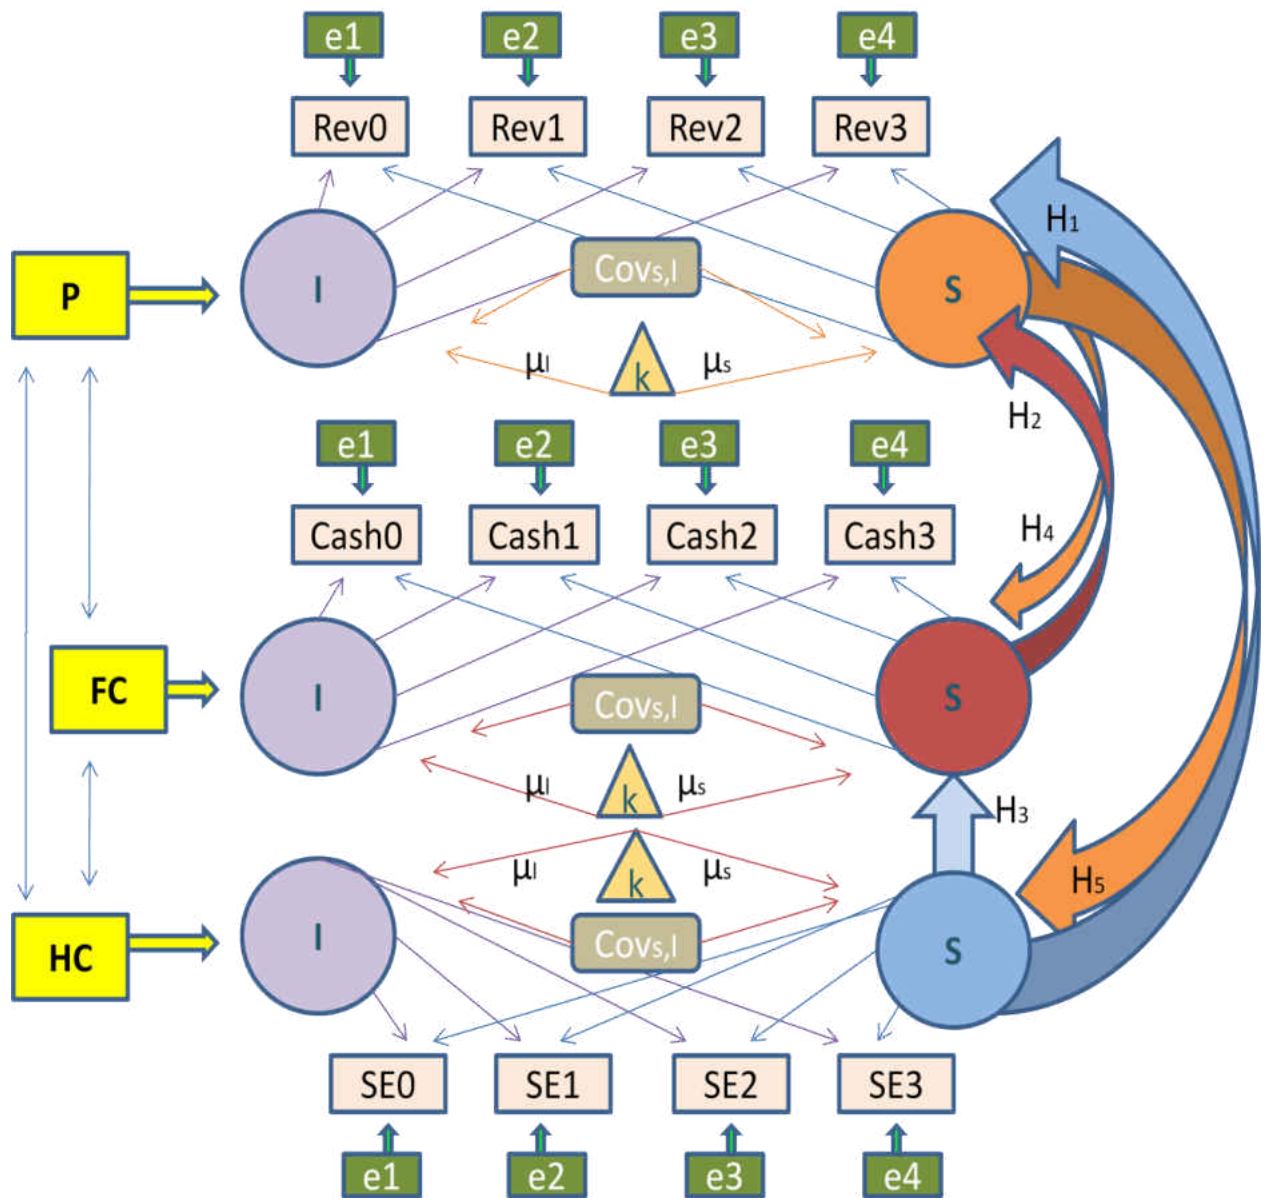 e1 e2 e3 e4
Rev0 Rev1 Rev2 Rev3
H1
P I Covs,I S
μI k μs
H2
e1 e2 e3 e4
Cash0 Cash1 Cash2 Cash3
H4
FC I Covs,I S
μI k μs
H3
μI k μs
H5
HC I Covs,I S
SE0 SE1 SE2 SE3
e1 e2 e3 e4